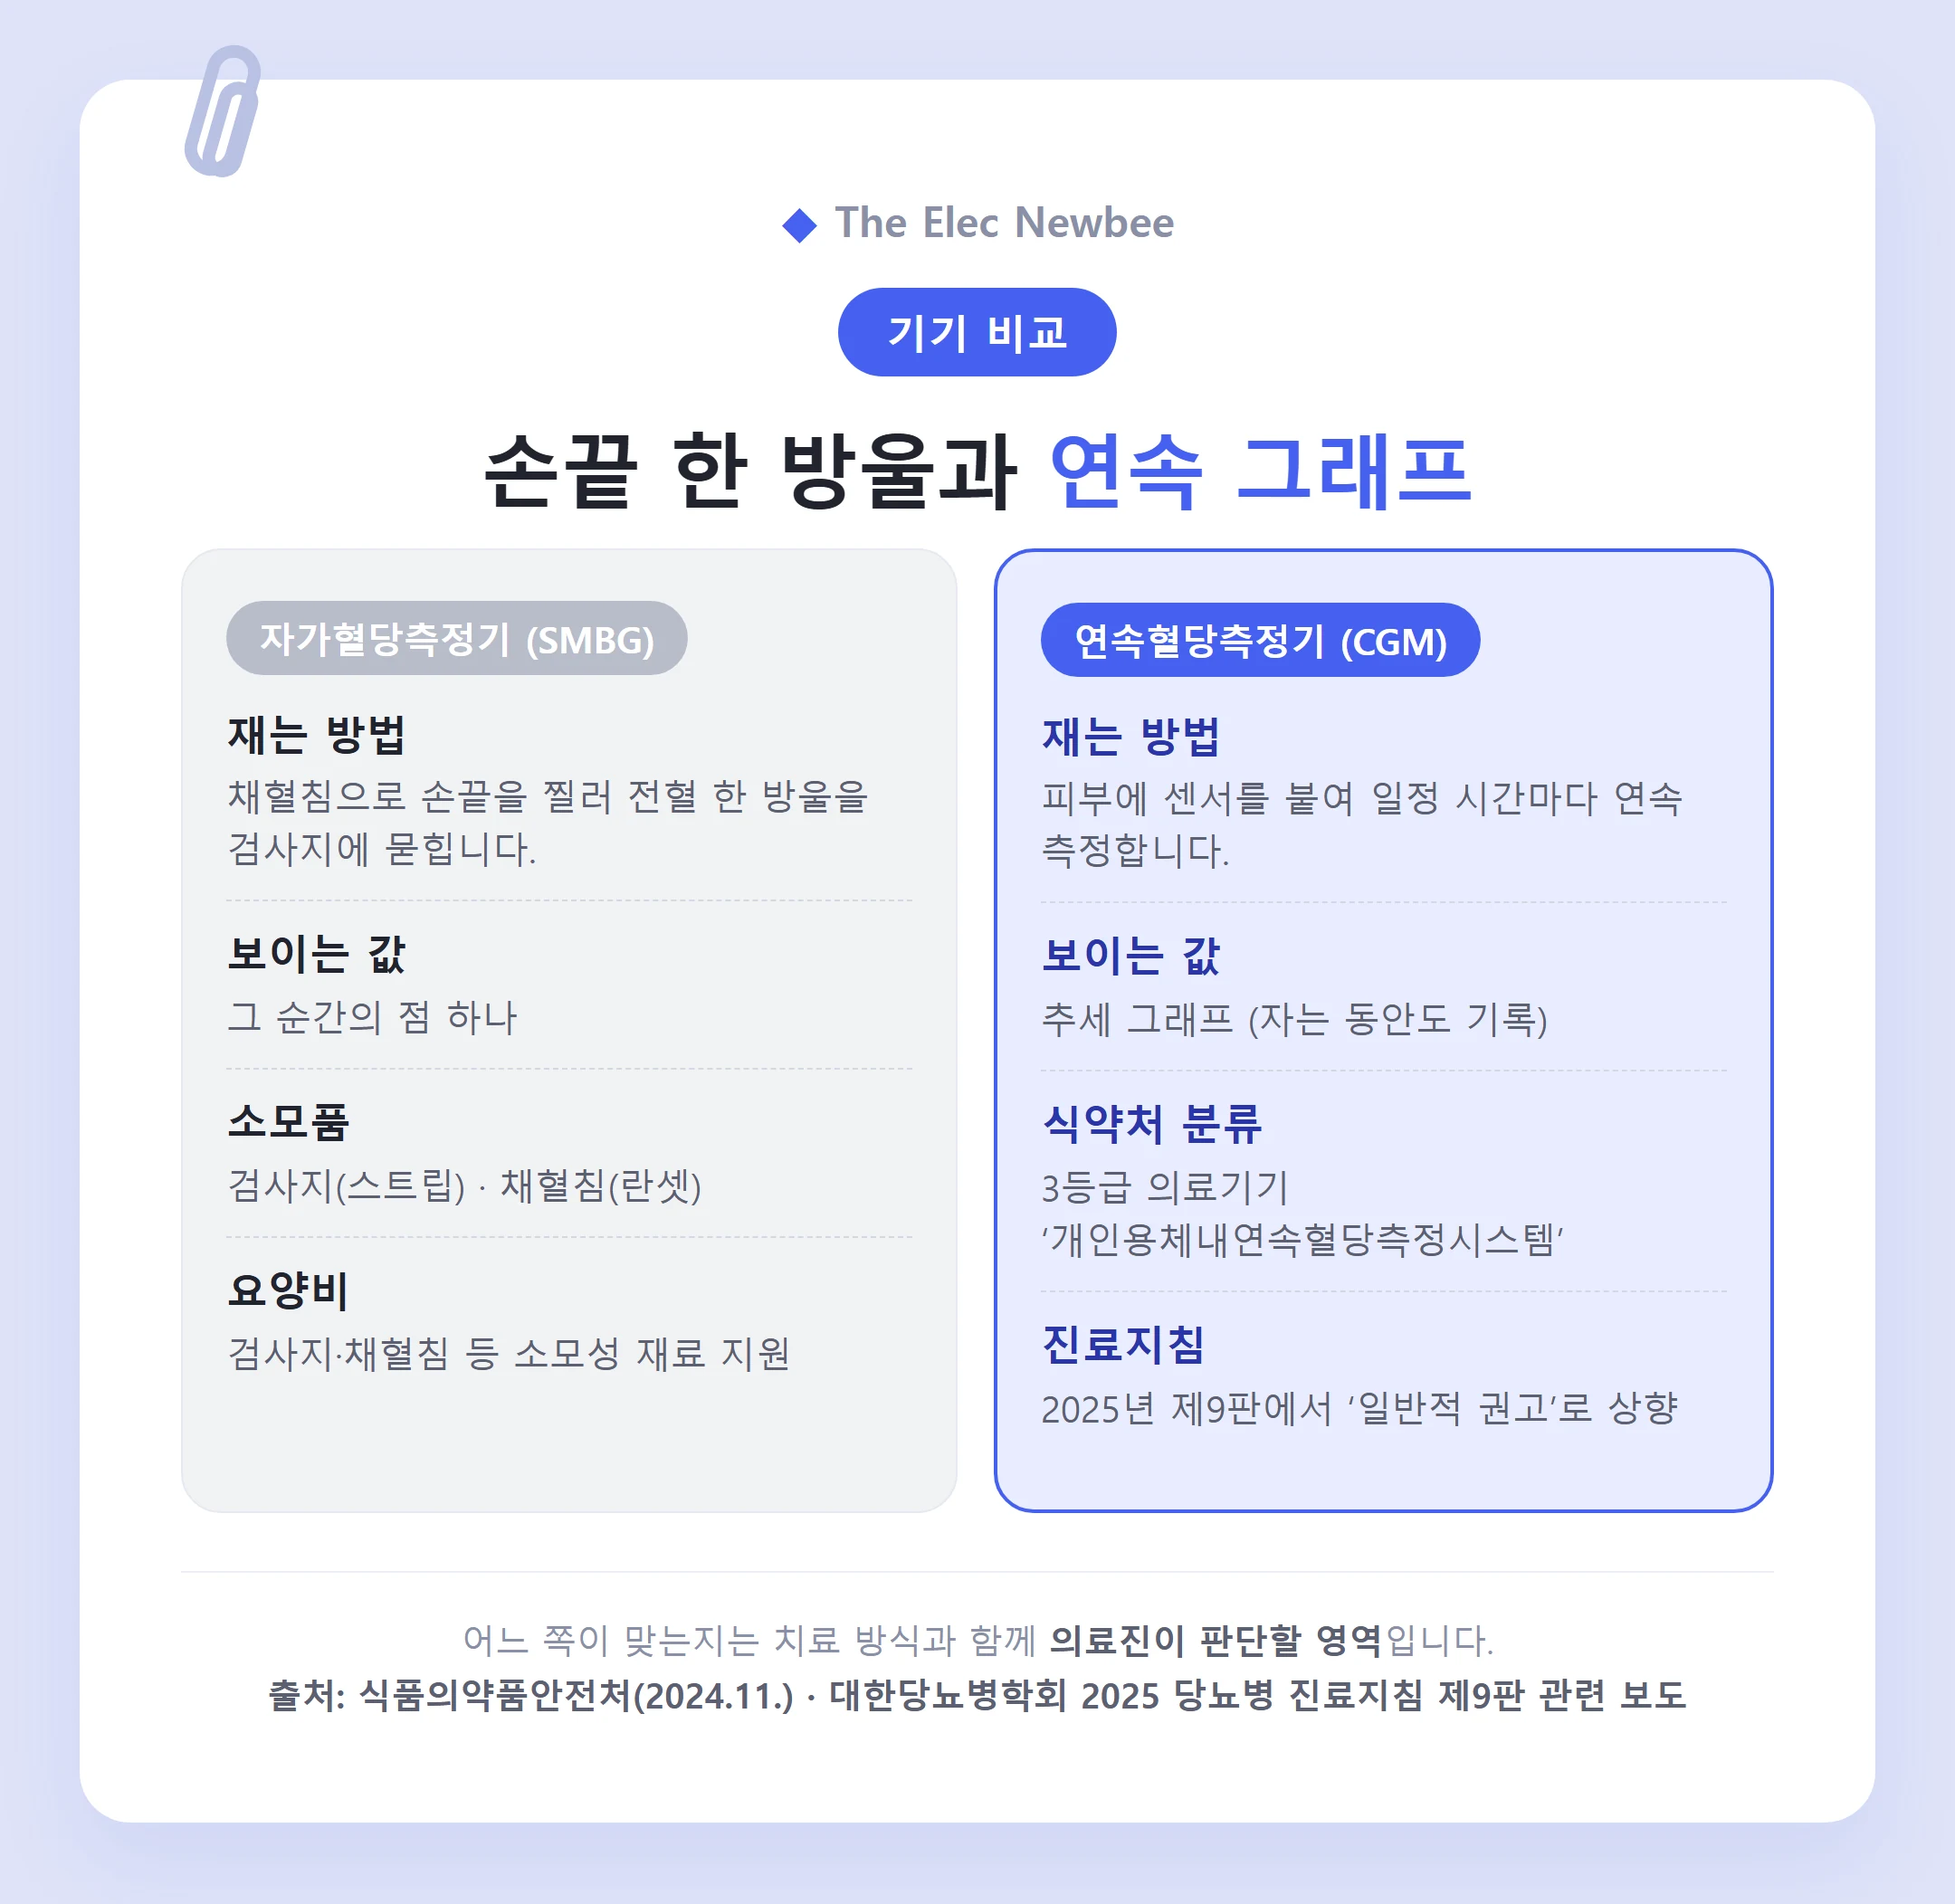 The Elec Newbee
기기 비교
손끝 한 방울과 연속 그래프
자가혈당측정기 (SMBG)
재는 방법
채혈침으로 손끝을 찔러 전혈 한 방울을
검사지에 묻힙니다.
보이는 값
그 순간의 점 하나
소모품
검사지(스트립) · 채혈침(란셋)
요양비
검사지·채혈침 등 소모성 재료 지원
연속혈당측정기 (CGM)
재는 방법
피부에 센서를 붙여 일정 시간마다 연속
측정합니다.
보이는 값
추세 그래프 (자는 동안도 기록)
식약처 분류
3등급 의료기기
‘개인용체내연속혈당측정시스템’
진료지침
2025년 제9판에서 ‘일반적 권고’로 상향
어느 쪽이 맞는지는 치료 방식과 함께 의료진이 판단할 영역입니다.
출처: 식품의약품안전처(2024.11.) · 대한당뇨병학회 2025 당뇨병 진료지침 제9판 관련 보도